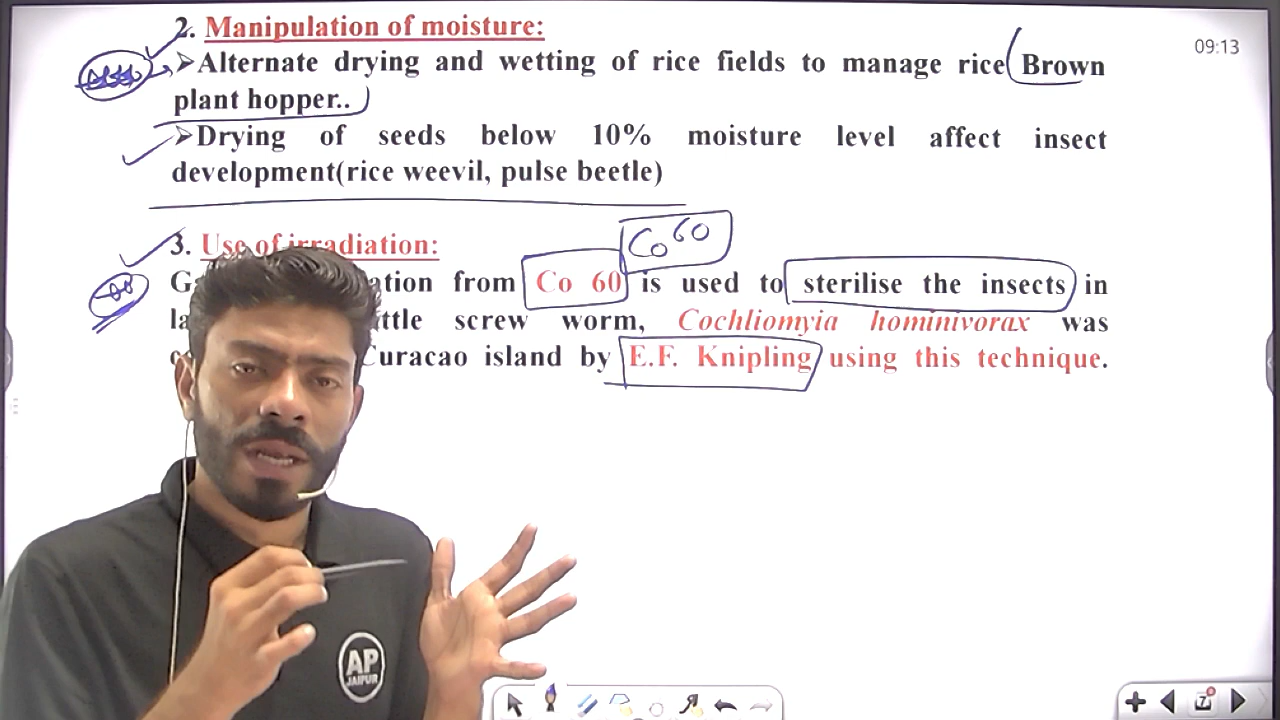 2. Manipulation of moisture:
09:13
➢Alternate drying and wetting of rice fields to manage rice Brown
plant hopper..
➢Drying of seeds below 10% moisture level affect insect
development(rice weevil, pulse beetle)
Co 60
3. Use of irradiation:
ation from Co 60 is used to sterilise the insects in
ttle screw worm, Cochliomyia hominivorax was
Curacao island by E.F. Knipling using this technique.
AP
JAIPUR